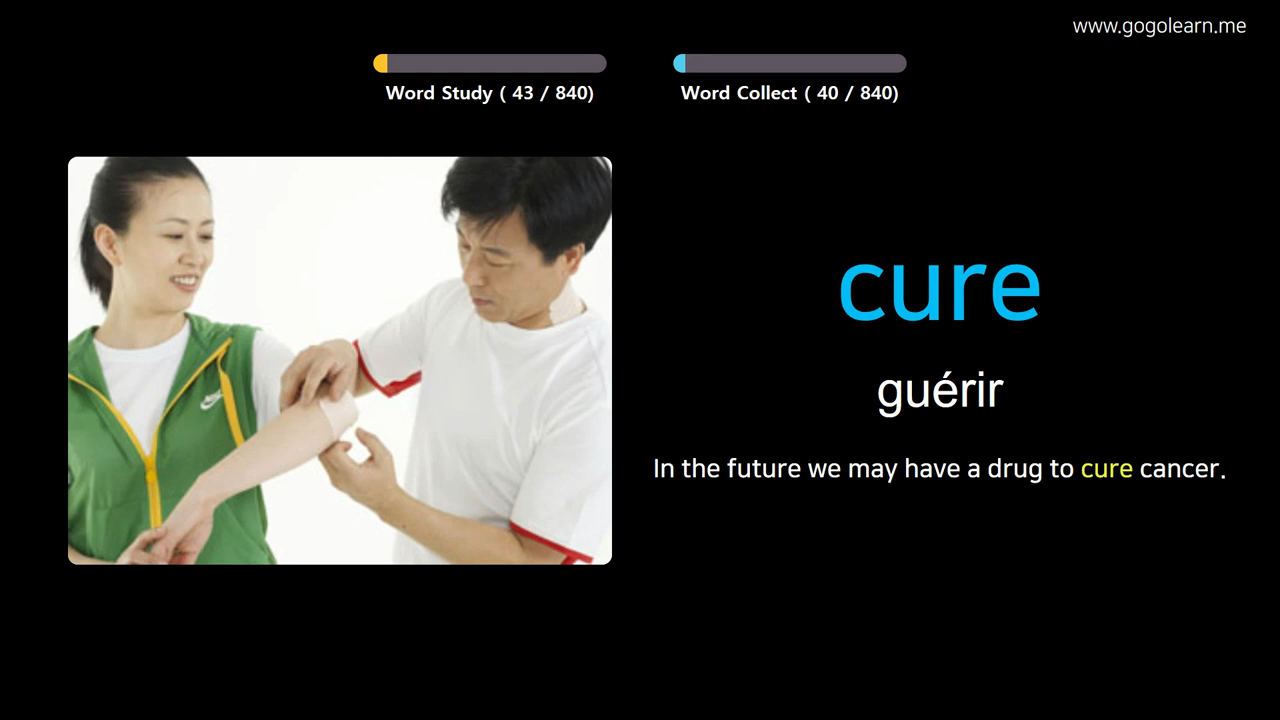 www.gogolearn.me
Word Study ( 43 / 840)
Word Collect ( 40 / 840)
cure
guérir
In the future we may have a drug to cure cancer.